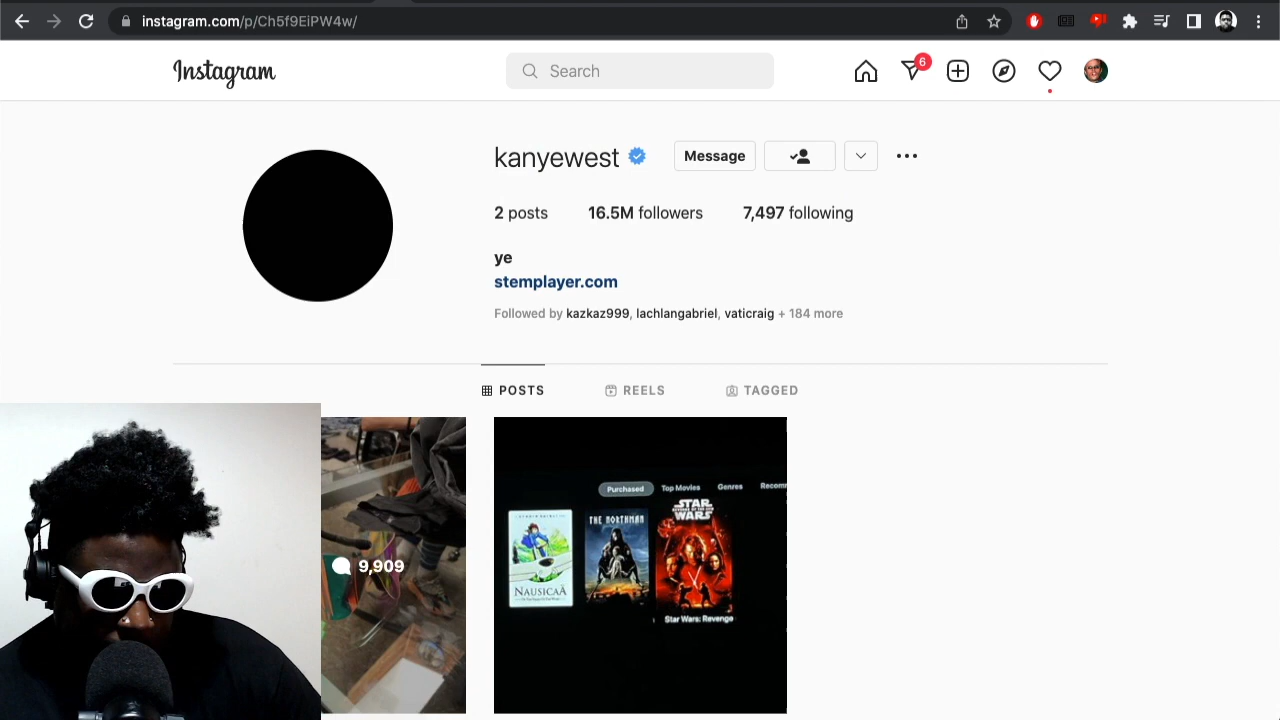 instagram.com/p/Ch5f9EiPW4w/
Instagram
Search
6
kanyewest
Message
2 posts 16.5M followers 7,497 following
ye
stemplayer.com
Followed by kazkaz999, lachlangabriel, vaticraig + 184 more
POSTS REELS TAGGED
9,909
Purchased Top Movies Genres Recom
NAUSICAÄ
THE NORTHMAN
STAR WARS
Star Wars: Revenge